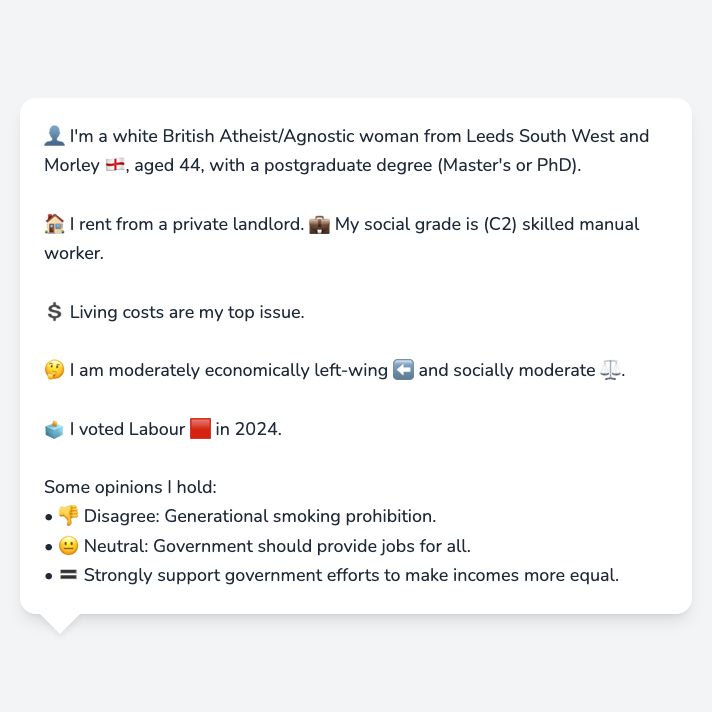 👤 I'm a white British Atheist/Agnostic woman from Leeds South West and
Morley 🏴󠁧󠁢󠁥󠁮󠁧󠁿, aged 44, with a postgraduate degree (Master's or PhD).
🏠 I rent from a private landlord. 💼 My social grade is (C2) skilled manual
worker.
💲 Living costs are my top issue.
🤔 I am moderately economically left-wing ⬅️ and socially moderate ⚖️.
🗳️ I voted Labour 🟥 in 2024.
Some opinions I hold:
• 👎 Disagree: Generational smoking prohibition.
• 😐 Neutral: Government should provide jobs for all.
• 🟰 Strongly support government efforts to make incomes more equal.